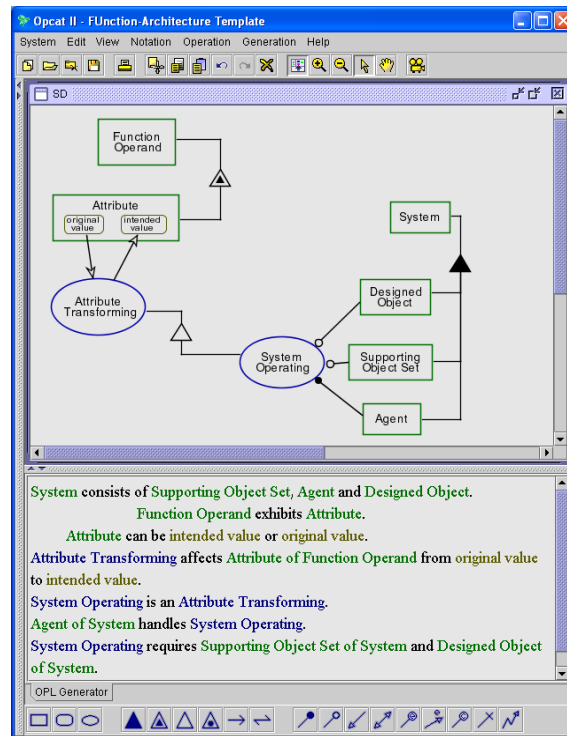 Opcat II - FUnction-Architecture Template
System Edit View Notation Operation Generation Help
SD
Function
Operand
Attribute
original
value
intended
value
System
Attribute
Transforming
Designed
Object
System
Operating
Supporting
Object Set
Agent
System consists of Supporting Object Set, Agent and Designed Object.
Function Operand exhibits Attribute.
Attribute can be intended value or original value.
Attribute Transforming affects Attribute of Function Operand from original value
to intended value.
System Operating is an Attribute Transforming.
Agent of System handles System Operating.
System Operating requires Supporting Object Set of System and Designed Object
of System.
OPL Generator